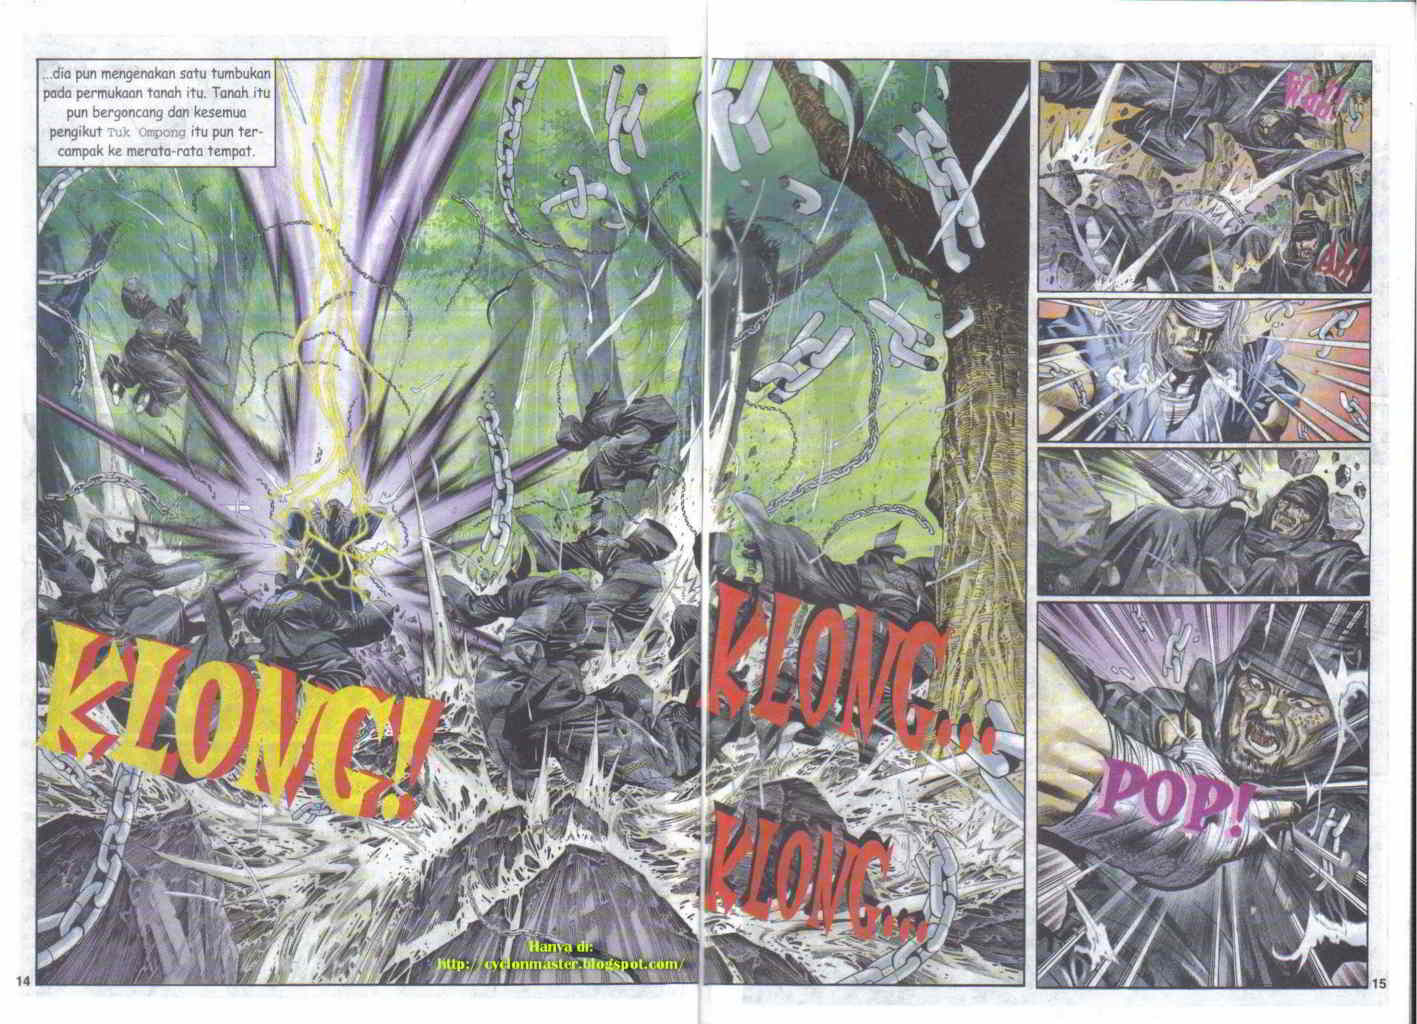 ...dia pun mengenakan satu tumbukan
pada permukaan tanah itu. Tanah itu
pun bergoncang dan kesemua
pengikut Tuk Ompong itu pun ter-
campak ke merata-rata tempat.
KLONG!
KLONG...
KLONG...
Hanya di:
http://cyclonmaster.blogspot.com/
14
Wah!
Ah!
POP!
15